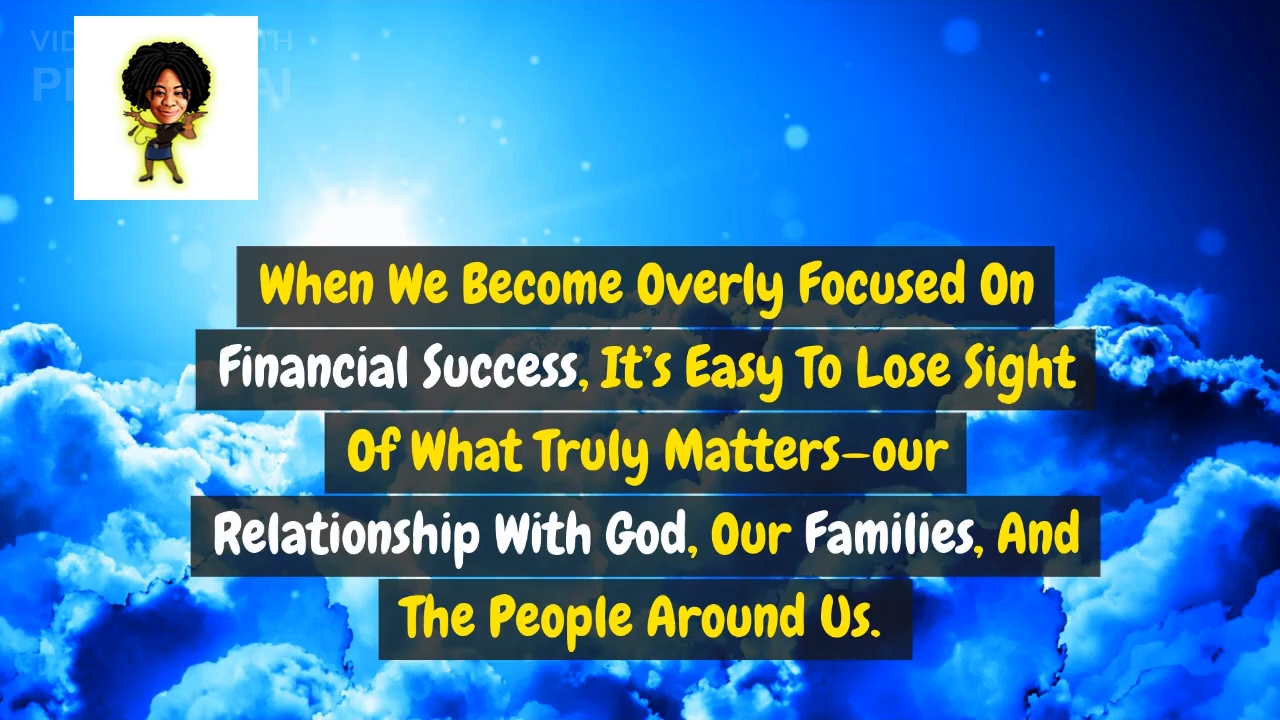 When We Become Overly Focused On
Financial Success, It's Easy To Lose Sight
Of What Truly Matters—our
Relationship With God, Our Families, And
The People Around Us.